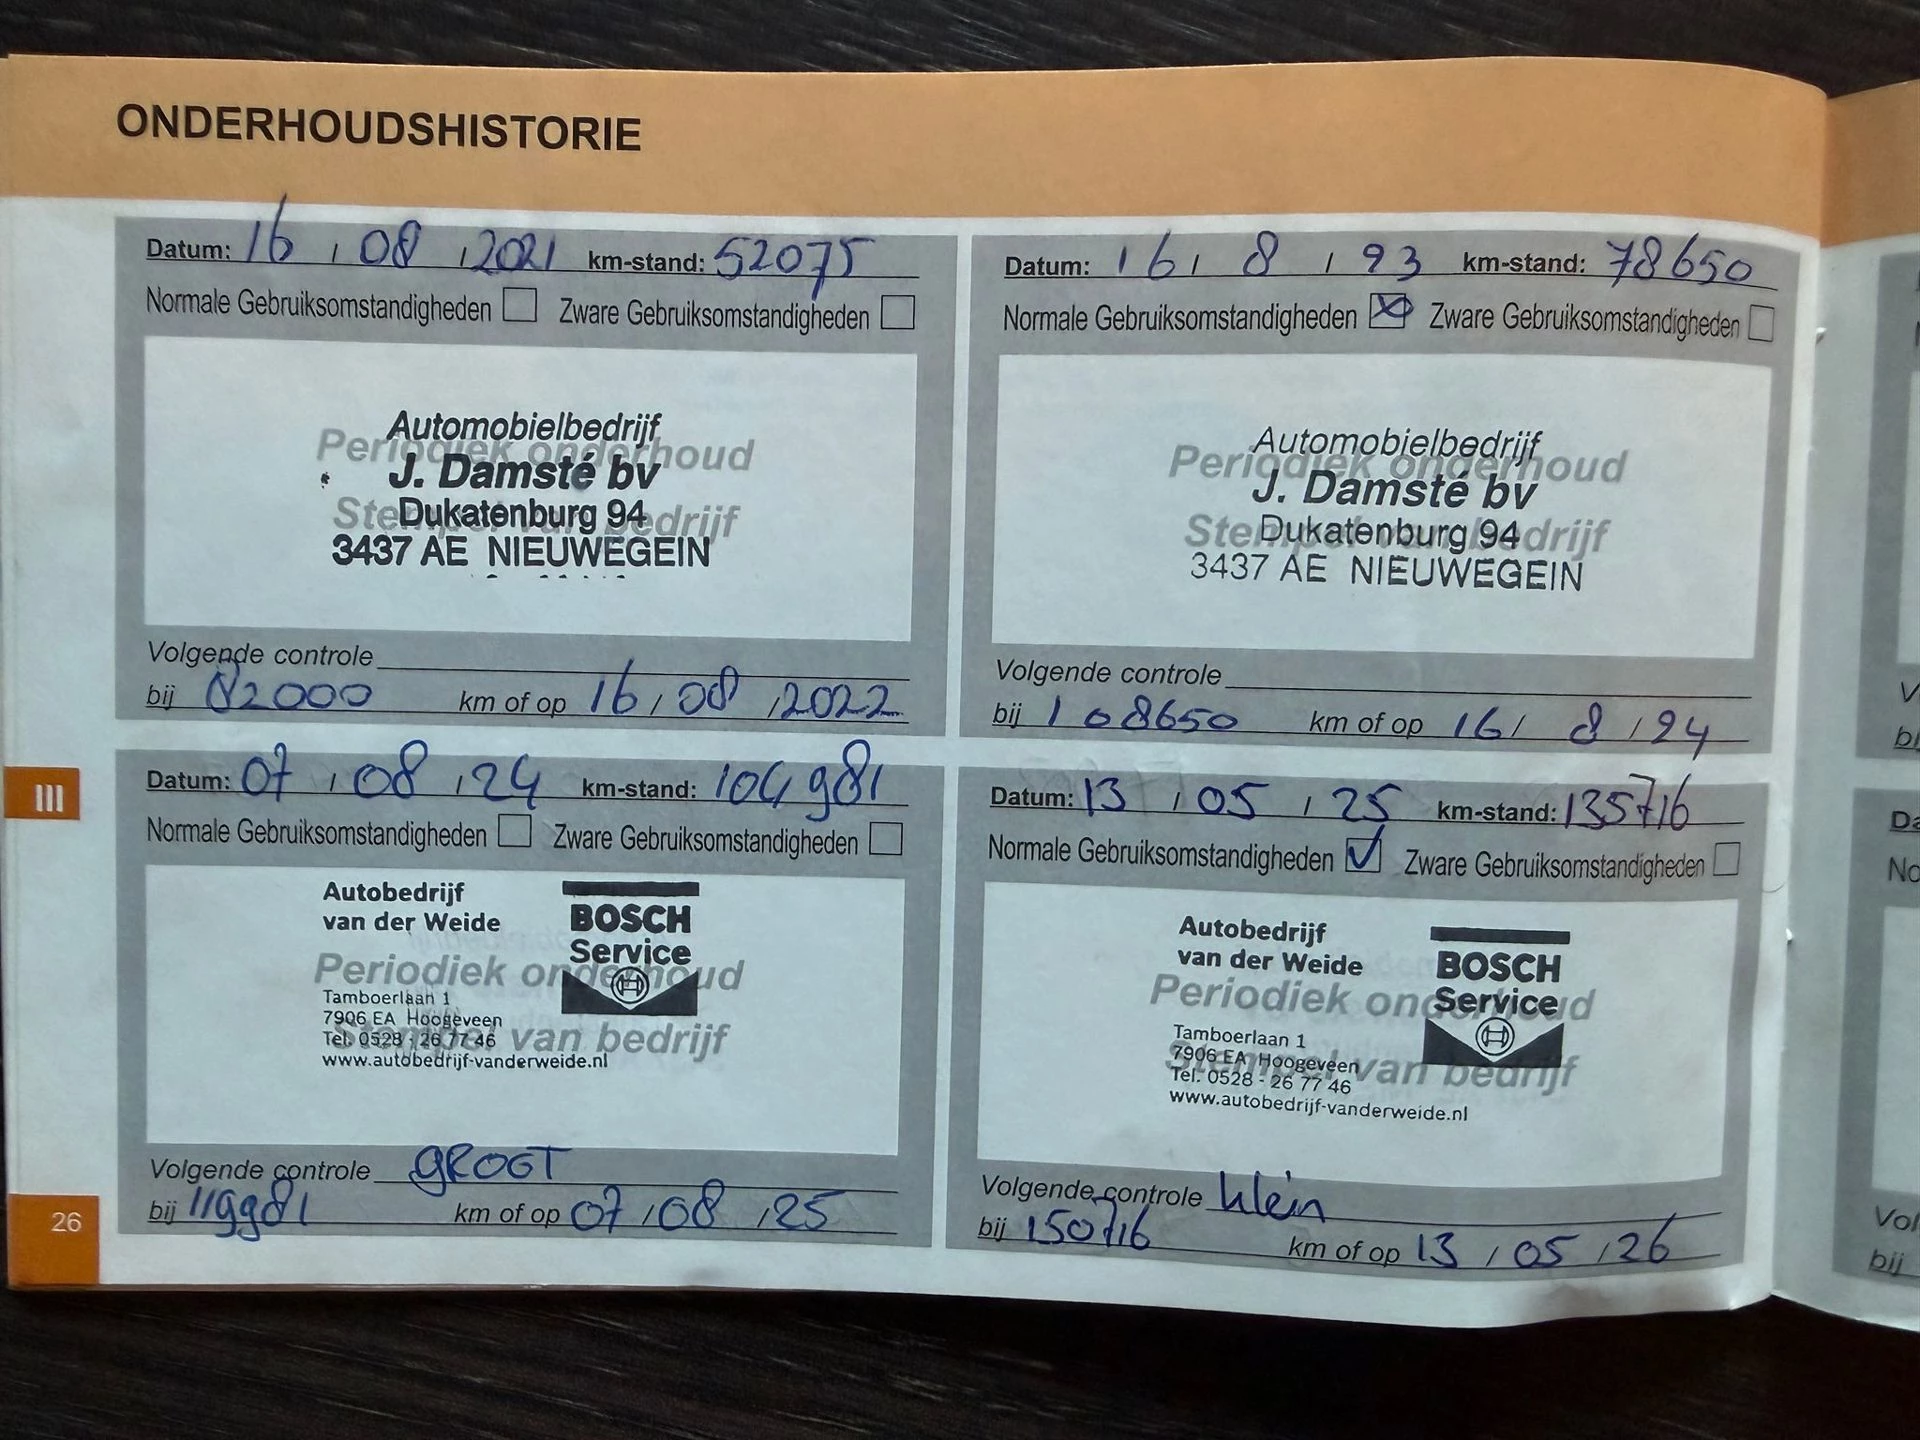 ONDERHOUDSHISTORIE
Datum: 16 / 08 / 2021 km-stand: 52075
Normale Gebruiksomstandigheden Zware Gebruiksomstandigheden
Periodiek onderhoud
Stempel van bedrijf
Automobielbedrijf
J. Damsté bv
Dukatenburg 94
3437 AE NIEUWEGEIN
Volgende controle
bij 82000 km of op 16 / 08 / 2022
Datum: 16 / 8 / 93 km-stand: 78650
Normale Gebruiksomstandigheden Zware Gebruiksomstandigheden
Periodiek onderhoud
Stempel van bedrijf
Automobielbedrijf
J. Damsté bv
Dukatenburg 94
3437 AE NIEUWEGEIN
Volgende controle
bij 108650 km of op 16 / 8 / 24
III
Datum: 07 / 08 / 24 km-stand: 104981
Normale Gebruiksomstandigheden Zware Gebruiksomstandigheden
Autobedrijf
van der Weide
BOSCH
Service
Periodiek onderhoud
Stempel van bedrijf
Tamboerlaan 1
7906 EA Hoogeveen
Tel. 0528 - 26 77 46
www.autobedrijf-vanderweide.nl
Volgende controle GROOT
bij 119981 km of op 07 / 08 / 25
Datum: 13 / 05 / 25 km-stand: 135716
Normale Gebruiksomstandigheden Zware Gebruiksomstandigheden
Autobedrijf
van der Weide
BOSCH
Service
Periodiek onderhoud
Stempel van bedrijf
Tamboerlaan 1
7906 EA Hoogeveen
Tel. 0528 - 26 77 46
www.autobedrijf-vanderweide.nl
Volgende controle klein
bij 150716 km of op 13 / 05 / 26
26